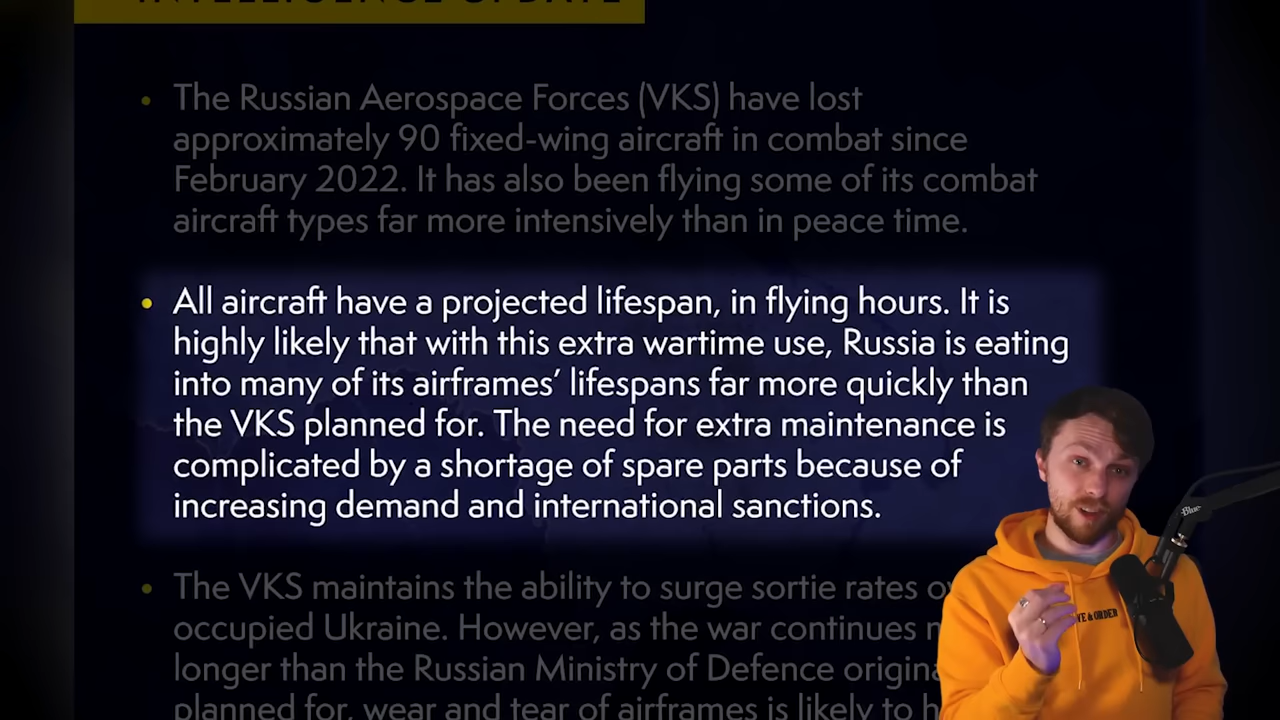 INTELLIGENCE UPDATE
• The Russian Aerospace Forces (VKS) have lost
approximately 90 fixed-wing aircraft in combat since
February 2022. It has also been flying some of its combat
aircraft types far more intensively than in peace time.
• All aircraft have a projected lifespan, in flying hours. It is
highly likely that with this extra wartime use, Russia is eating
into many of its airframes’ lifespans far more quickly than
the VKS planned for. The need for extra maintenance is
complicated by a shortage of spare parts because of
increasing demand and international sanctions.
• The VKS maintains the ability to surge sortie rates
occupied Ukraine. However, as the war continues
longer than the Russian Ministry of Defence
planned for, wear and tear of airframes is likely to
Blue
& ORDER